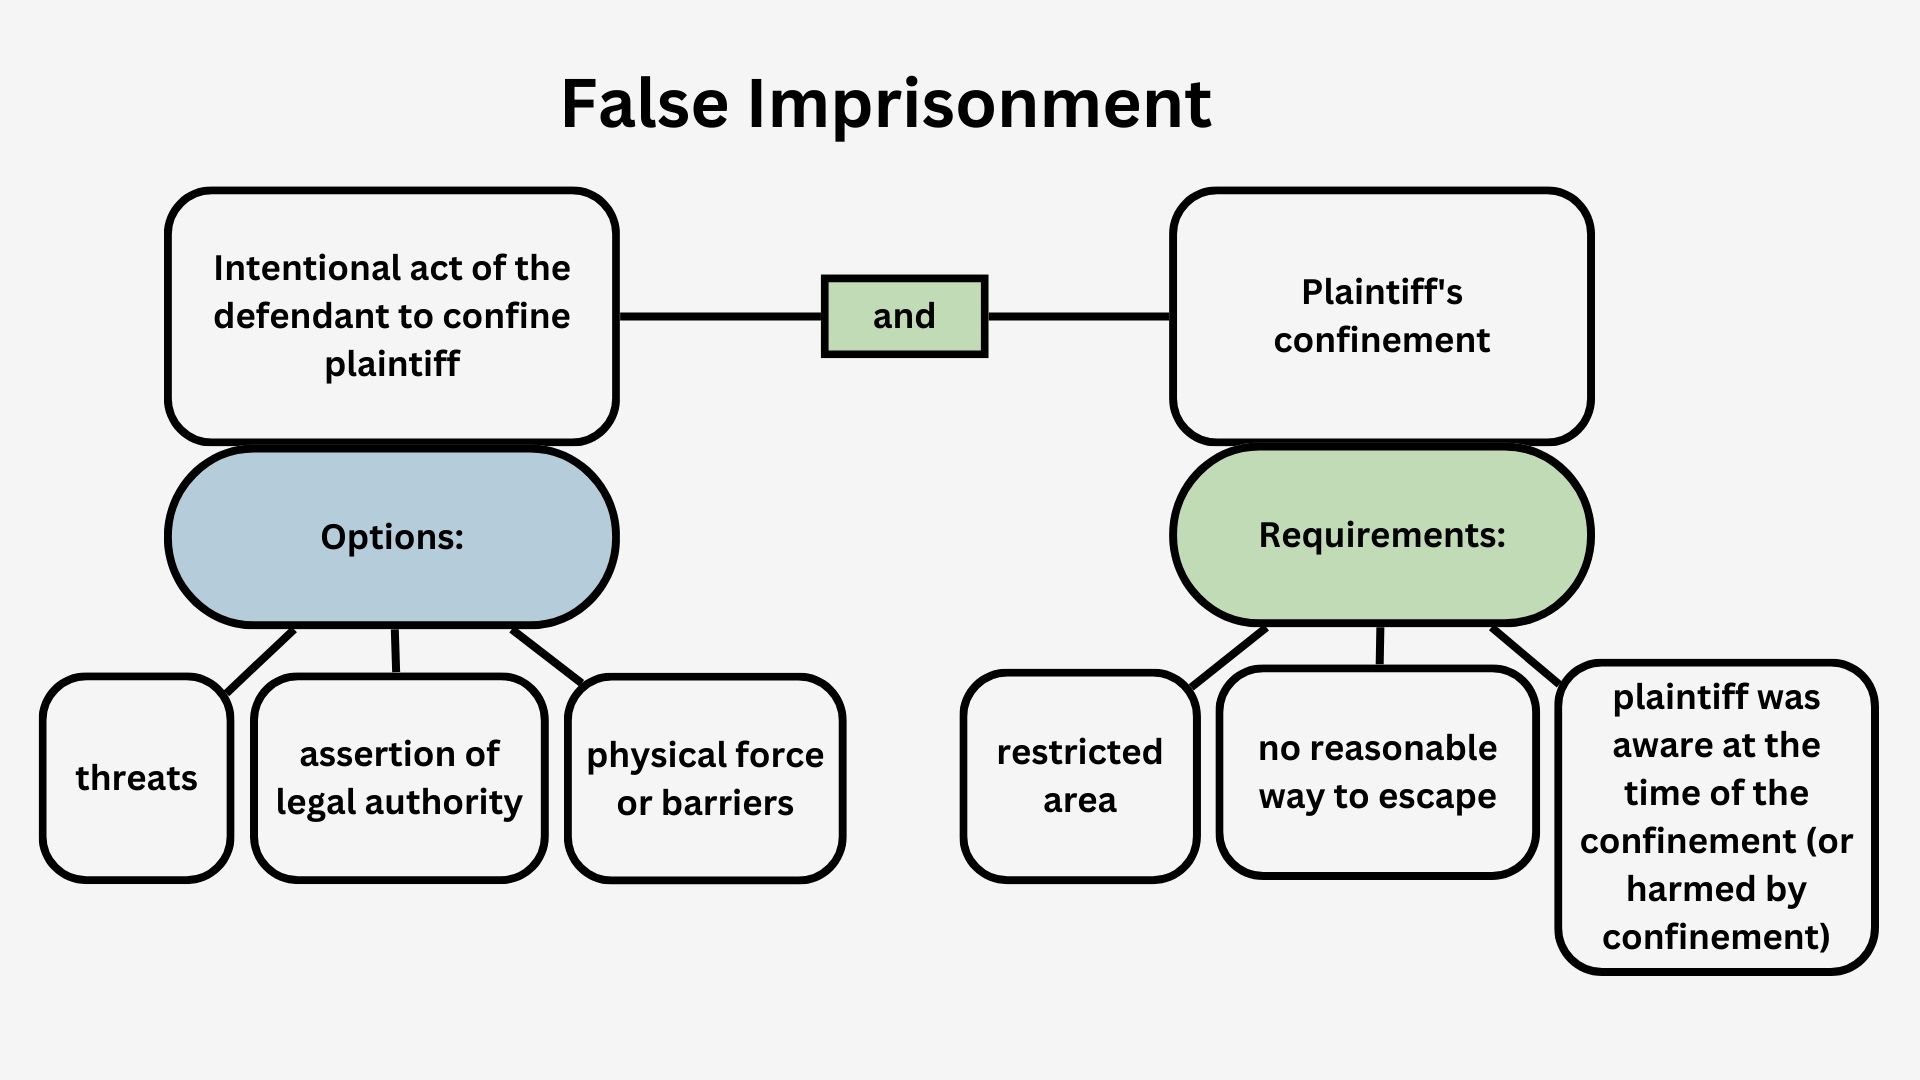 False Imprisonment
Intentional act of the
defendant to confine
plaintiff
and
Plaintiff's
confinement
Options:
Requirements:
threats
assertion of
legal authority
physical force
or barriers
restricted
area
no reasonable
way to escape
plaintiff was
aware at the
time of the
confinement (or
harmed by
confinement)